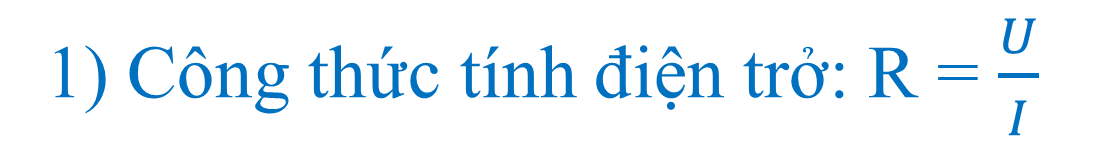 1) Công thức tính điện trở: R = U/I